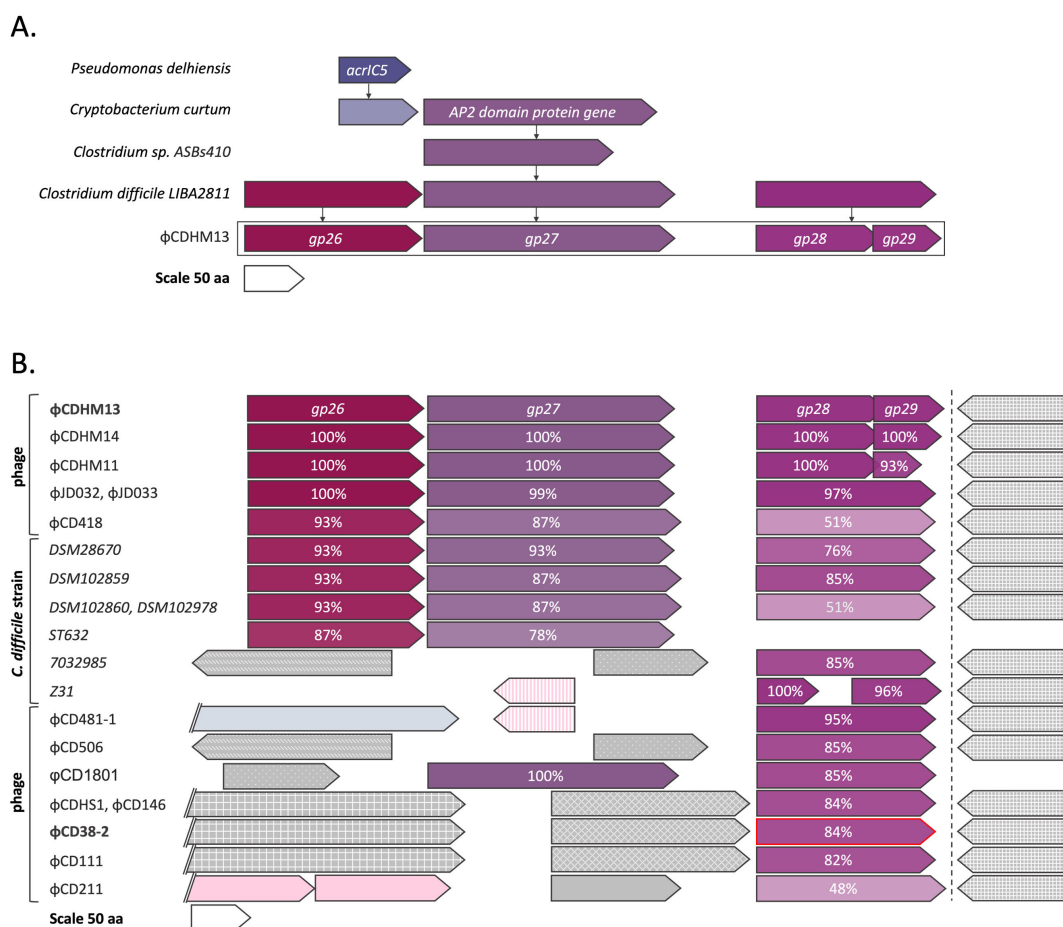 A.
Pseudomonas delhiensis acrIC5
Cryptobacterium curtum AP2 domain protein gene
Clostridium sp. ASBs410
Clostridium difficile LIBA2811
ϕCDHM13 gp26 gp27 gp28 gp29
Scale 50 aa
B.
phage
ϕCDHM13 gp26 gp27 gp28 gp29
ϕCDHM14 100% 100% 100% 100%
ϕCDHM11 100% 100% 100% 93%
ϕJD032, ϕJD033 100% 99% 97%
ϕCD418 93% 87% 51%
C. difficile strain
DSM28670 93% 93% 76%
DSM102859 93% 87% 85%
DSM102860, DSM102978 93% 87% 51%
ST632 87% 78%
7032985 85%
Z31 100% 96%
phage
ϕCD481-1 95%
ϕCD506 85%
φCD1801 100% 85%
ϕCDHS1, ϕCD146 84%
ϕCD38-2 84%
ϕCD111 82%
ϕCD211 48%
Scale 50 aa